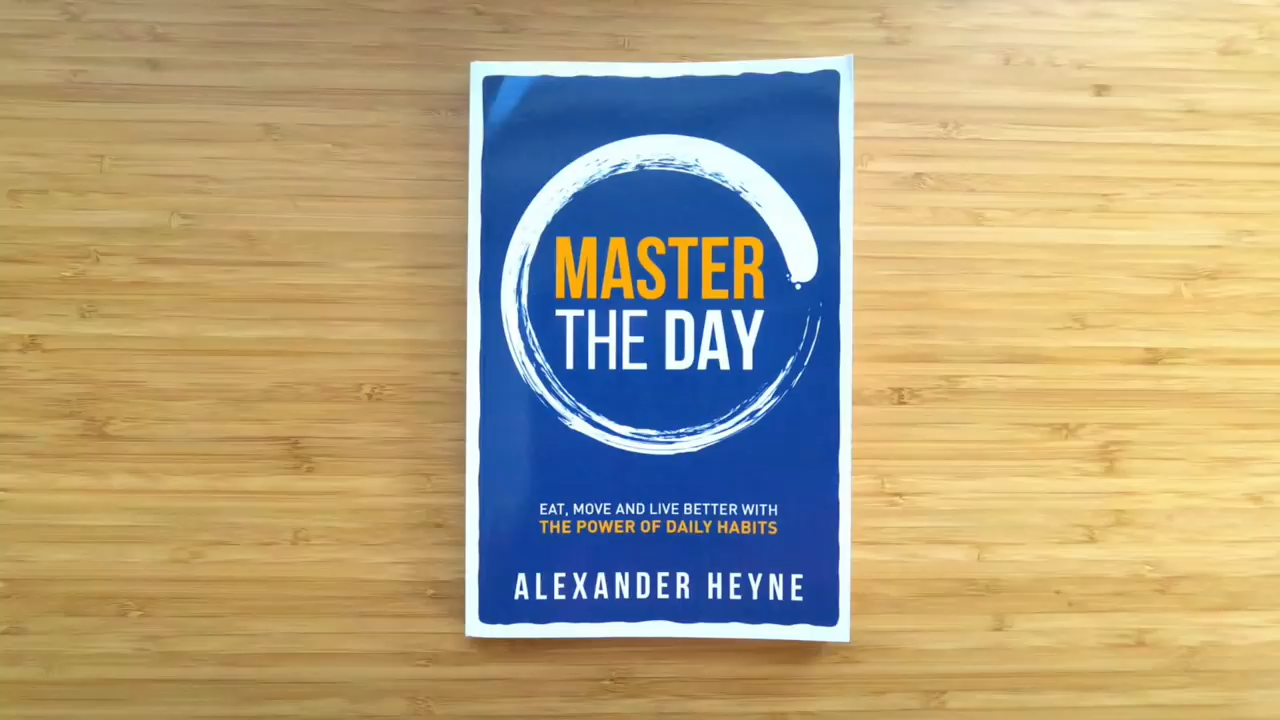 MASTER
THE DAY
EAT, MOVE AND LIVE BETTER WITH
THE POWER OF DAILY HABITS
ALEXANDER HEYNE